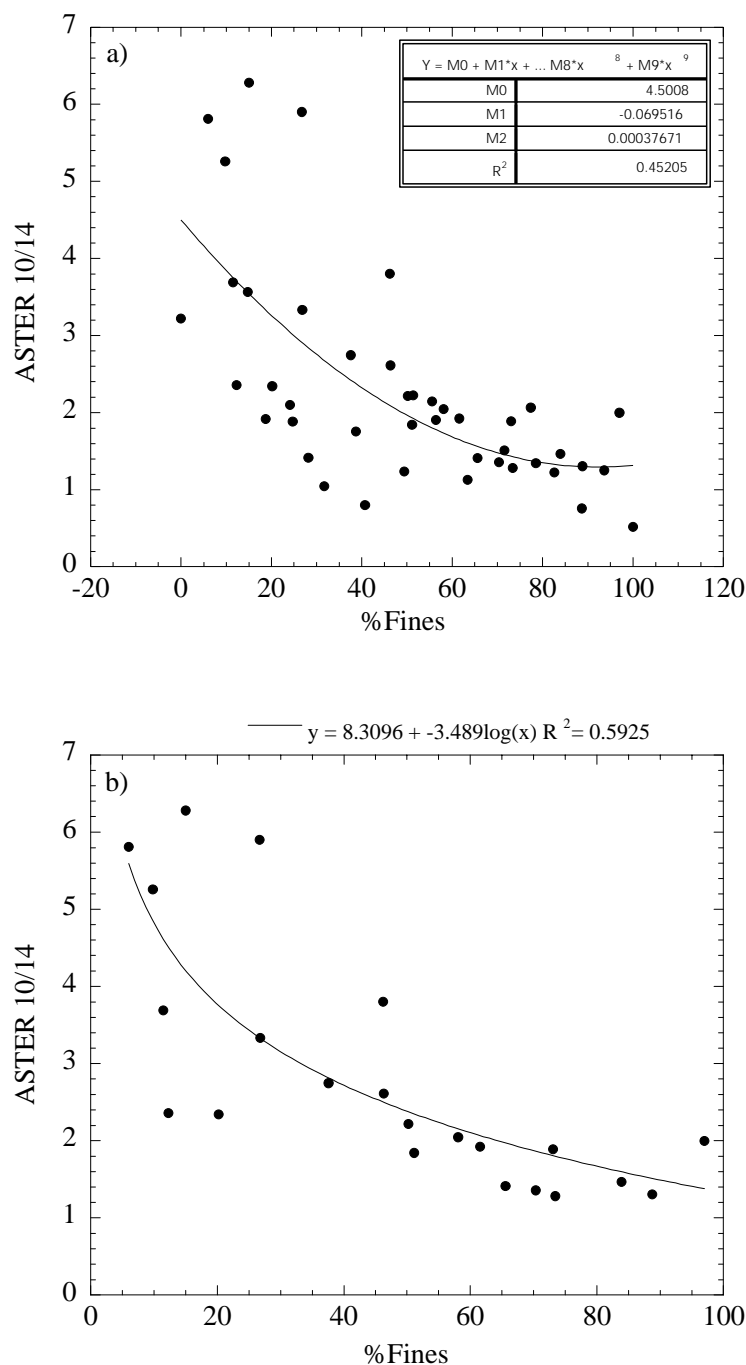 7
a)
Y = M0 + M1*x + ... M8*x 8 + M9*x 9
M0 4.5008
M1 -0.069516
M2 0.00037671
R2 0.45205
6
5
4
3
2
1
0
ASTER 10/14
-20 0 20 40 60 80 100 120
%Fines
y = 8.3096 + -3.489log(x) R 2= 0.5925
7
b)
6
5
4
3
2
1
0
ASTER 10/14
0 20 40 60 80 100
%Fines